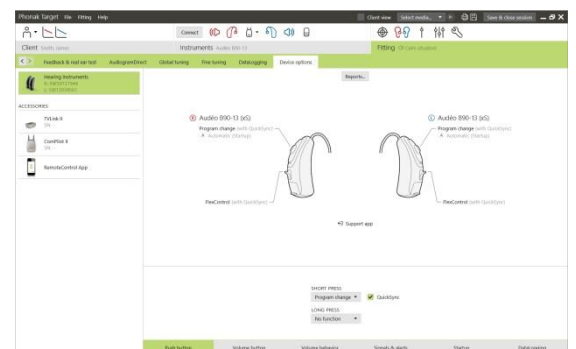 Phonak Target File Fitting Help
Client view Select media... Save & close session
Connect
Client Smith, James
Instruments Audéo B90-13
Fitting
Feedback & real ear test AudiogramDirect Global tuning Fine tuning Datalogging Device options
Hearing instruments
Reports...
ACCESSORIES
TVLink II
ComPilot II
RemoteControl App
R Audéo B90-13 (xS)
Program change (with QuickSync)
A Automatic (Startup)
FlexControl (with QuickSync)
L Audéo B90-13 (xS)
Program change (with QuickSync)
A Automatic (Startup)
FlexControl (with QuickSync)
Support app
SHORT PRESS
Program change
QuickSync
LONG PRESS
No function
Push button Volume button Volume behavior Signals & alerts Startup Datalogging